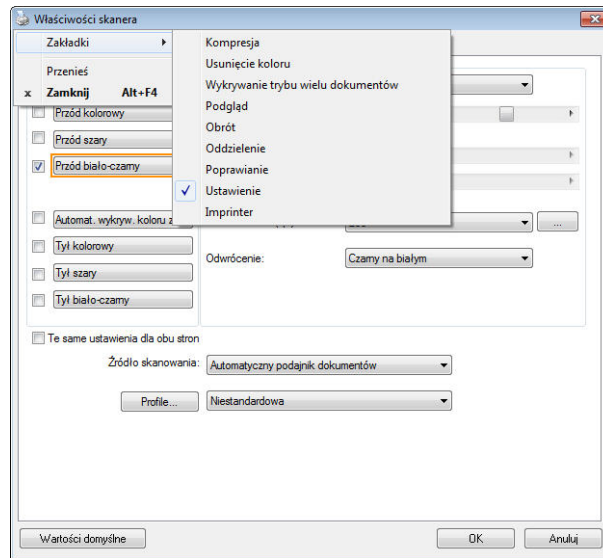 Właściwości skanera
Zakładki
Przenieś
x Zamknij Alt+F4
Kompresja
Usunięcie koloru
Wykrywanie trybu wielu dokumentów
Podgląd
Obrót
Oddzielenie
Poprawianie
Ustawienie
Imprinter
Przód kolorowy
Przód szary
Przód biało-czarny
Automat. wykryw. koloru z
Tył kolorowy
Tył szary
Tył biało-czarny
...
Odwrócenie: Czarny na białym
Te same ustawienia dla obu stron
Źródło skanowania: Automatyczny podajnik dokumentów
Profile... Niestandardowa
Wartości domyślne OK Anuluj